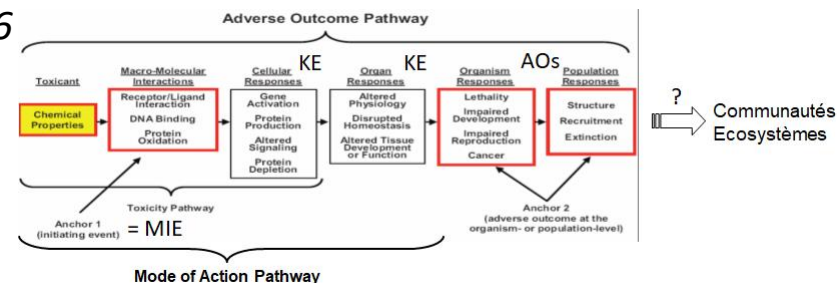 6
Adverse Outcome Pathway
Toxicant
Chemical
Properties
Macro-Molecular
Interactions
Receptor/Ligand
Interaction
DNA Binding
Protein
Oxidation
KE
Cellular
Responses
Gene
Activation
Protein
Production
Altered
Signaling
Protein
Depletion
KE
Organ
Responses
Altered
Physiology
Disrupted
Homeostasis
Altered Tissue
Development
or Function
AOs
Organism
Responses
Lethality
Impaired
Development
Impaired
Reproduction
Cancer
Population
Responses
Structure
Recruitment
Extinction
?
Communautés
Ecosystèmes
Toxicity Pathway
Anchor 1
(initiating event)
= MIE
Anchor 2
(adverse outcome at the
organism- or population-level)
Mode of Action Pathway